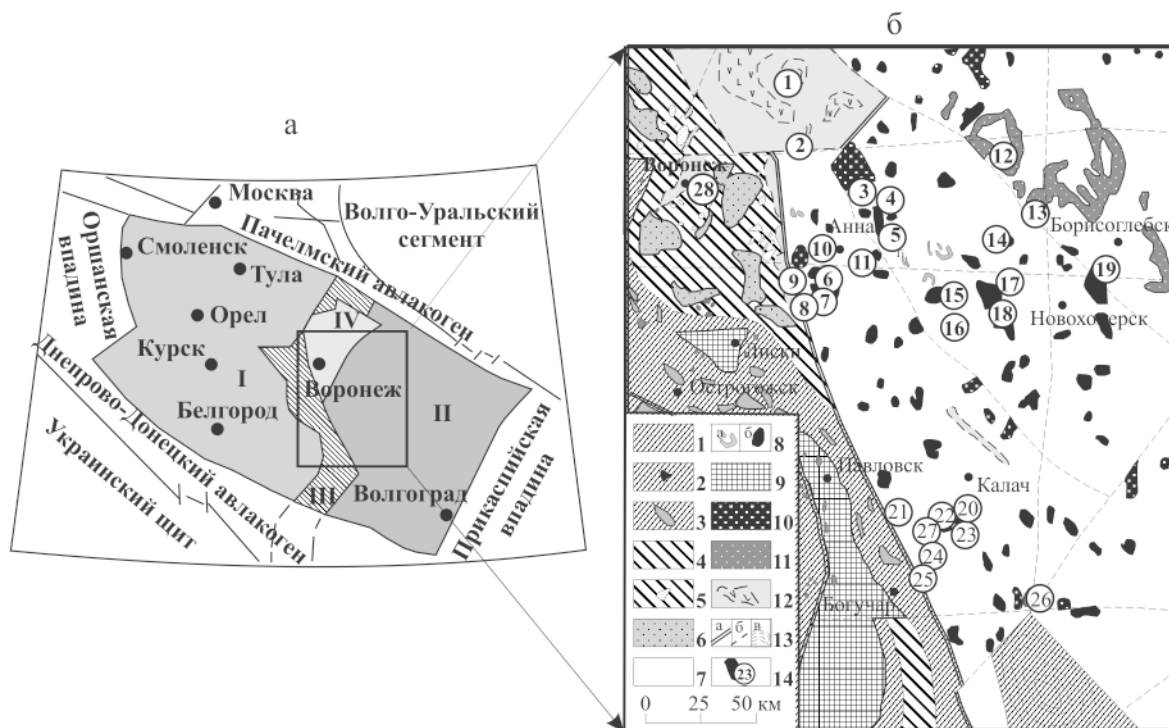 а
Москва
Волго-Уральский
сегмент
Оршанская
впадина
Смоленск
Тула
Пачелмский авлакоген
Орел
IV
Курск
I
Воронеж
II
Белгород
Днепрово-Донецкий авлакоген
Украинский щит
III
Волгоград
Прикаспийская
впадина
б
1
2
Воронеж
28
12
3
4
13
Анна
5
14
Борисоглебск
10
11
9
6
17
19
8
7
15
18
Новохоперск
16
Лиски
Острогожск
Павловск
Калач
21
22
20
27
23
24
25
Богучар
26
1
а
б
8
2
9
3
10
4
11
5
12
6
а
б
в
13
7
23
14
0 25 50 км